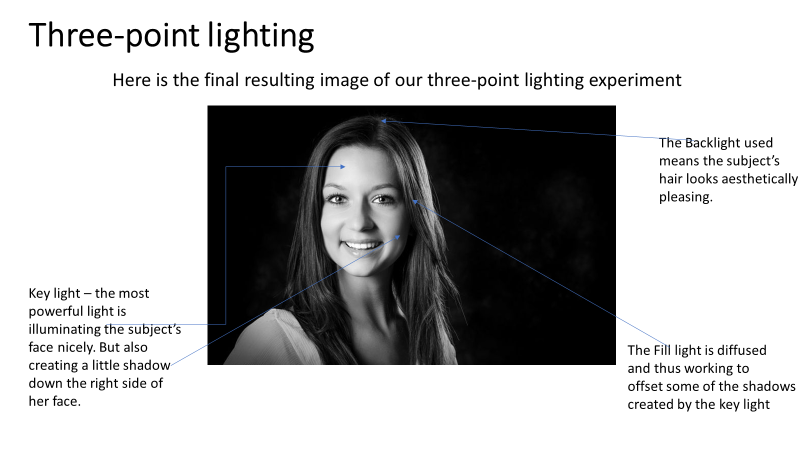 Three-point lighting
Here is the final resulting image of our three-point lighting experiment
The Backlight used
means the subject's
hair looks aesthetically
pleasing.
Key light – the most
powerful light is
illuminating the subject's
face nicely. But also
creating a little shadow
down the right side of
her face.
The Fill light is diffused
and thus working to
offset some of the shadows
created by the key light